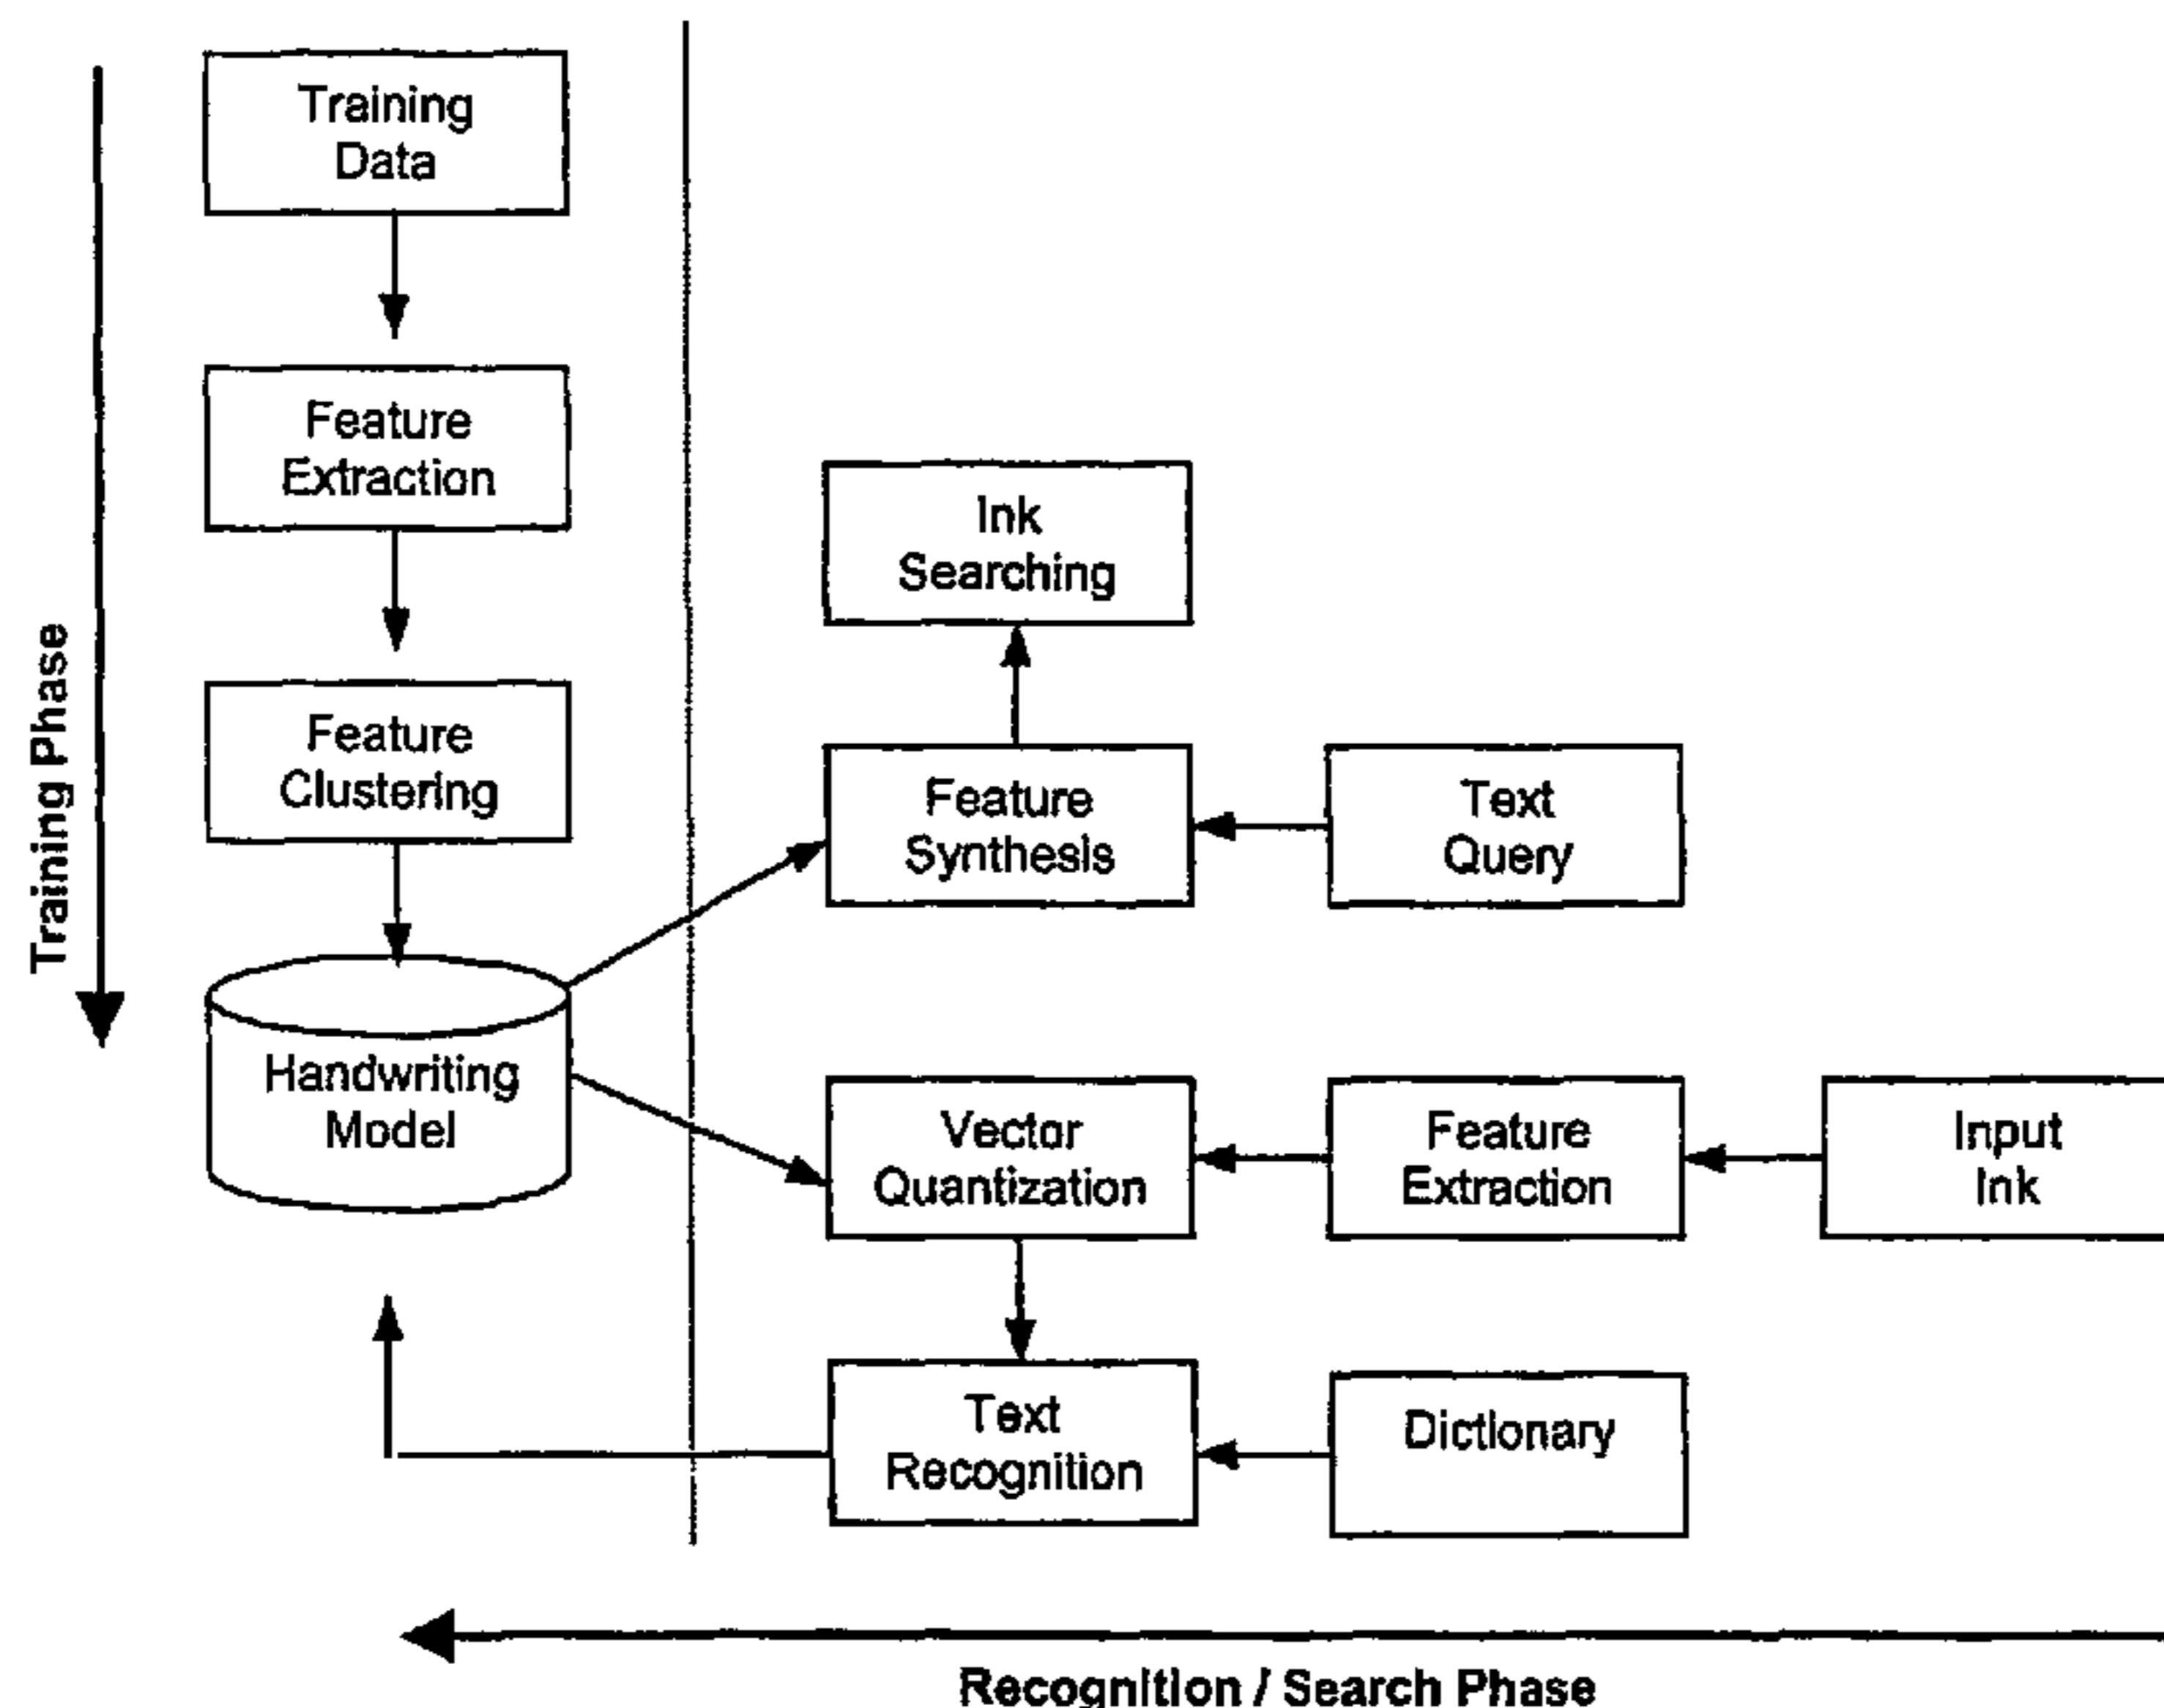 Training
Data
Feature
Extraction
Feature
Clustering
Handwriting
Model
Training Phase
Ink
Searching
Feature
Synthesis
Text
Query
Vector
Quantization
Feature
Extraction
Input
Ink
Text
Recognition
Dictionary
Recognition / Search Phase